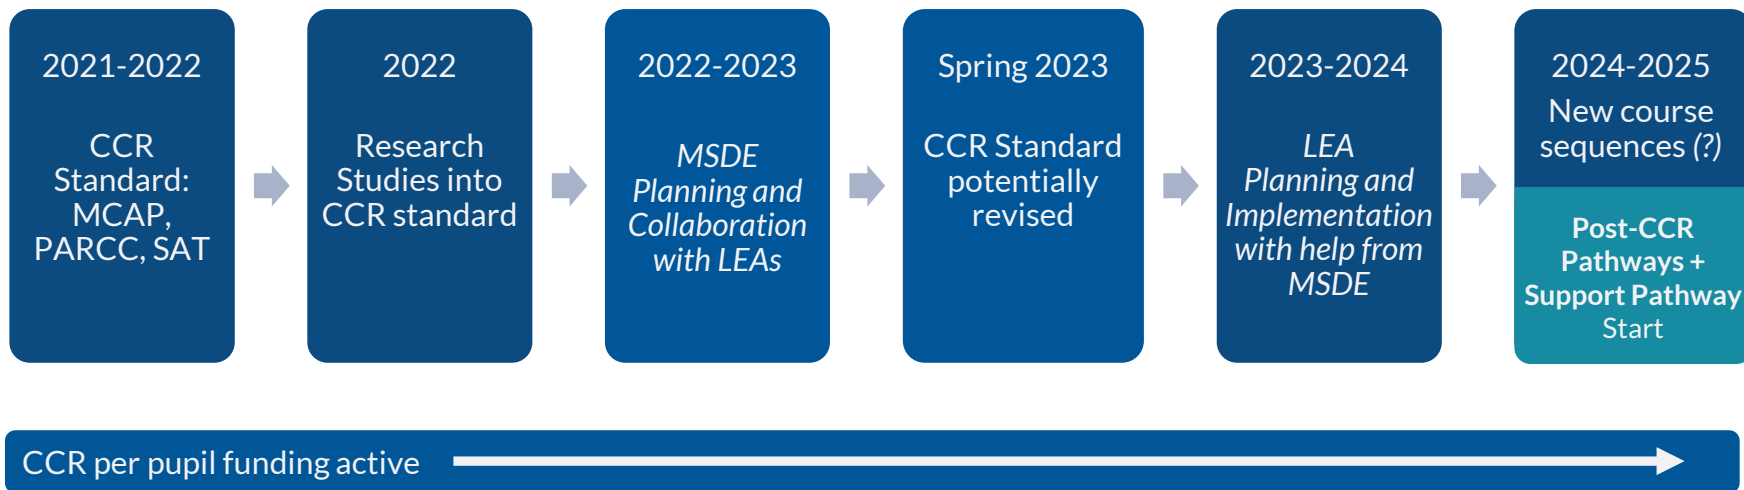 2021-2022
CCR
Standard:
MCAP,
PARCC, SAT
2022
Research
Studies into
CCR standard
2022-2023
MSDE
Planning and
Collaboration
with LEAs
Spring 2023
CCR Standard
potentially
revised
2023-2024
LEA
Planning and
Implementation
with help from
MSDE
2024-2025
New course
sequences (?)
Post-CCR
Pathways +
Support Pathway
Start
CCR per pupil funding active